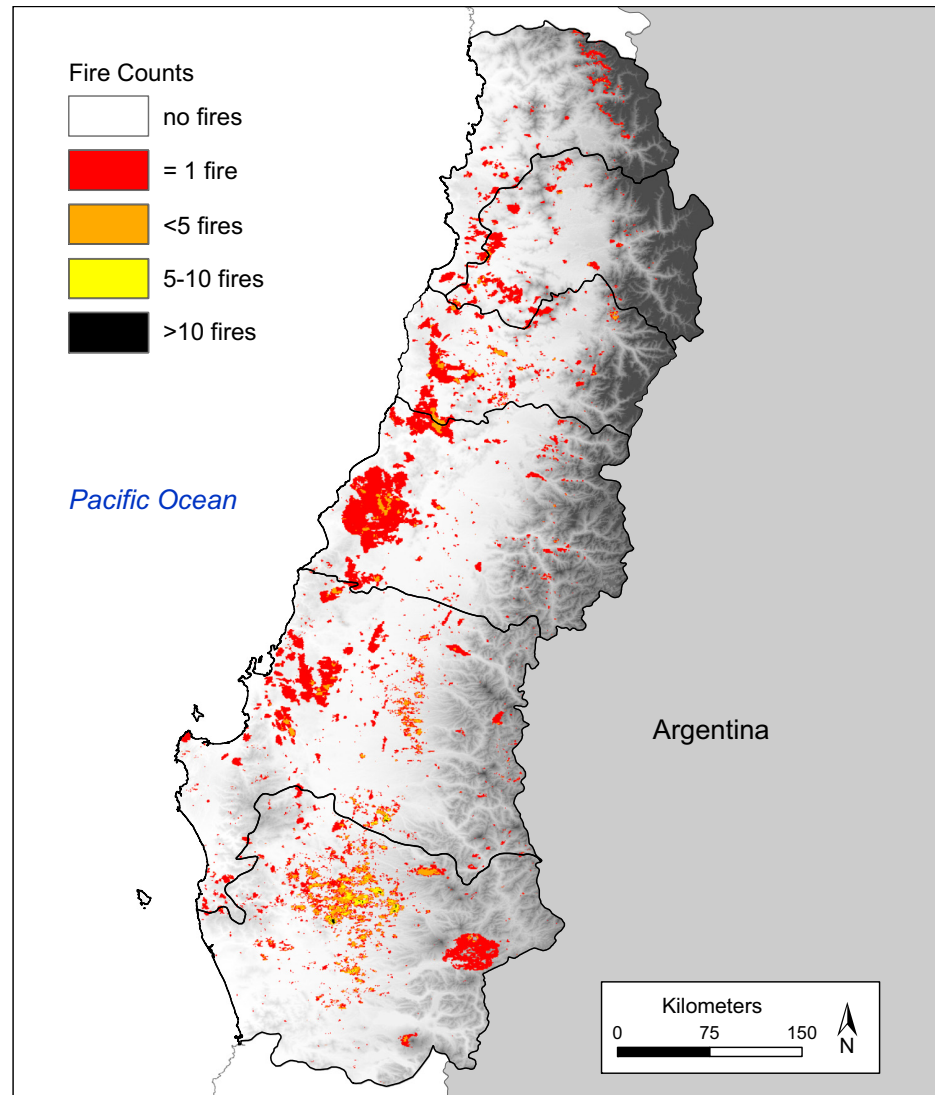 Fire Counts
no fires
= 1 fire
<5 fires
5-10 fires
>10 fires
Pacific Ocean
Argentina
Kilometers
0 75 150
N